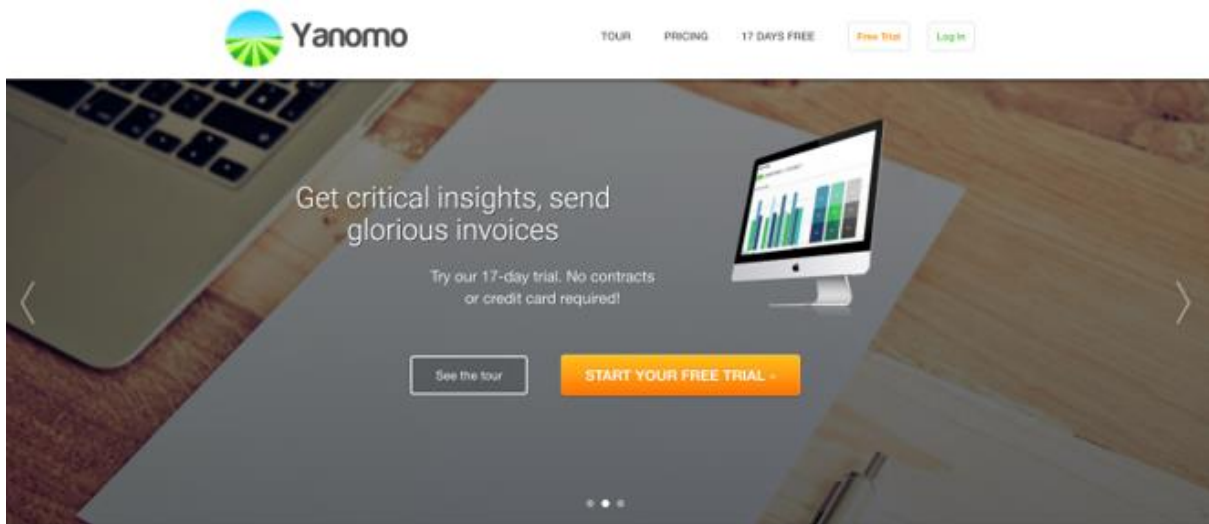 Yanomo
TOUR PRICING 17 DAYS FREE Free Trial Log In
Get critical insights, send
glorious invoices
Try our 17-day trial. No contracts
or credit card required!
See the tour START YOUR FREE TRIAL »